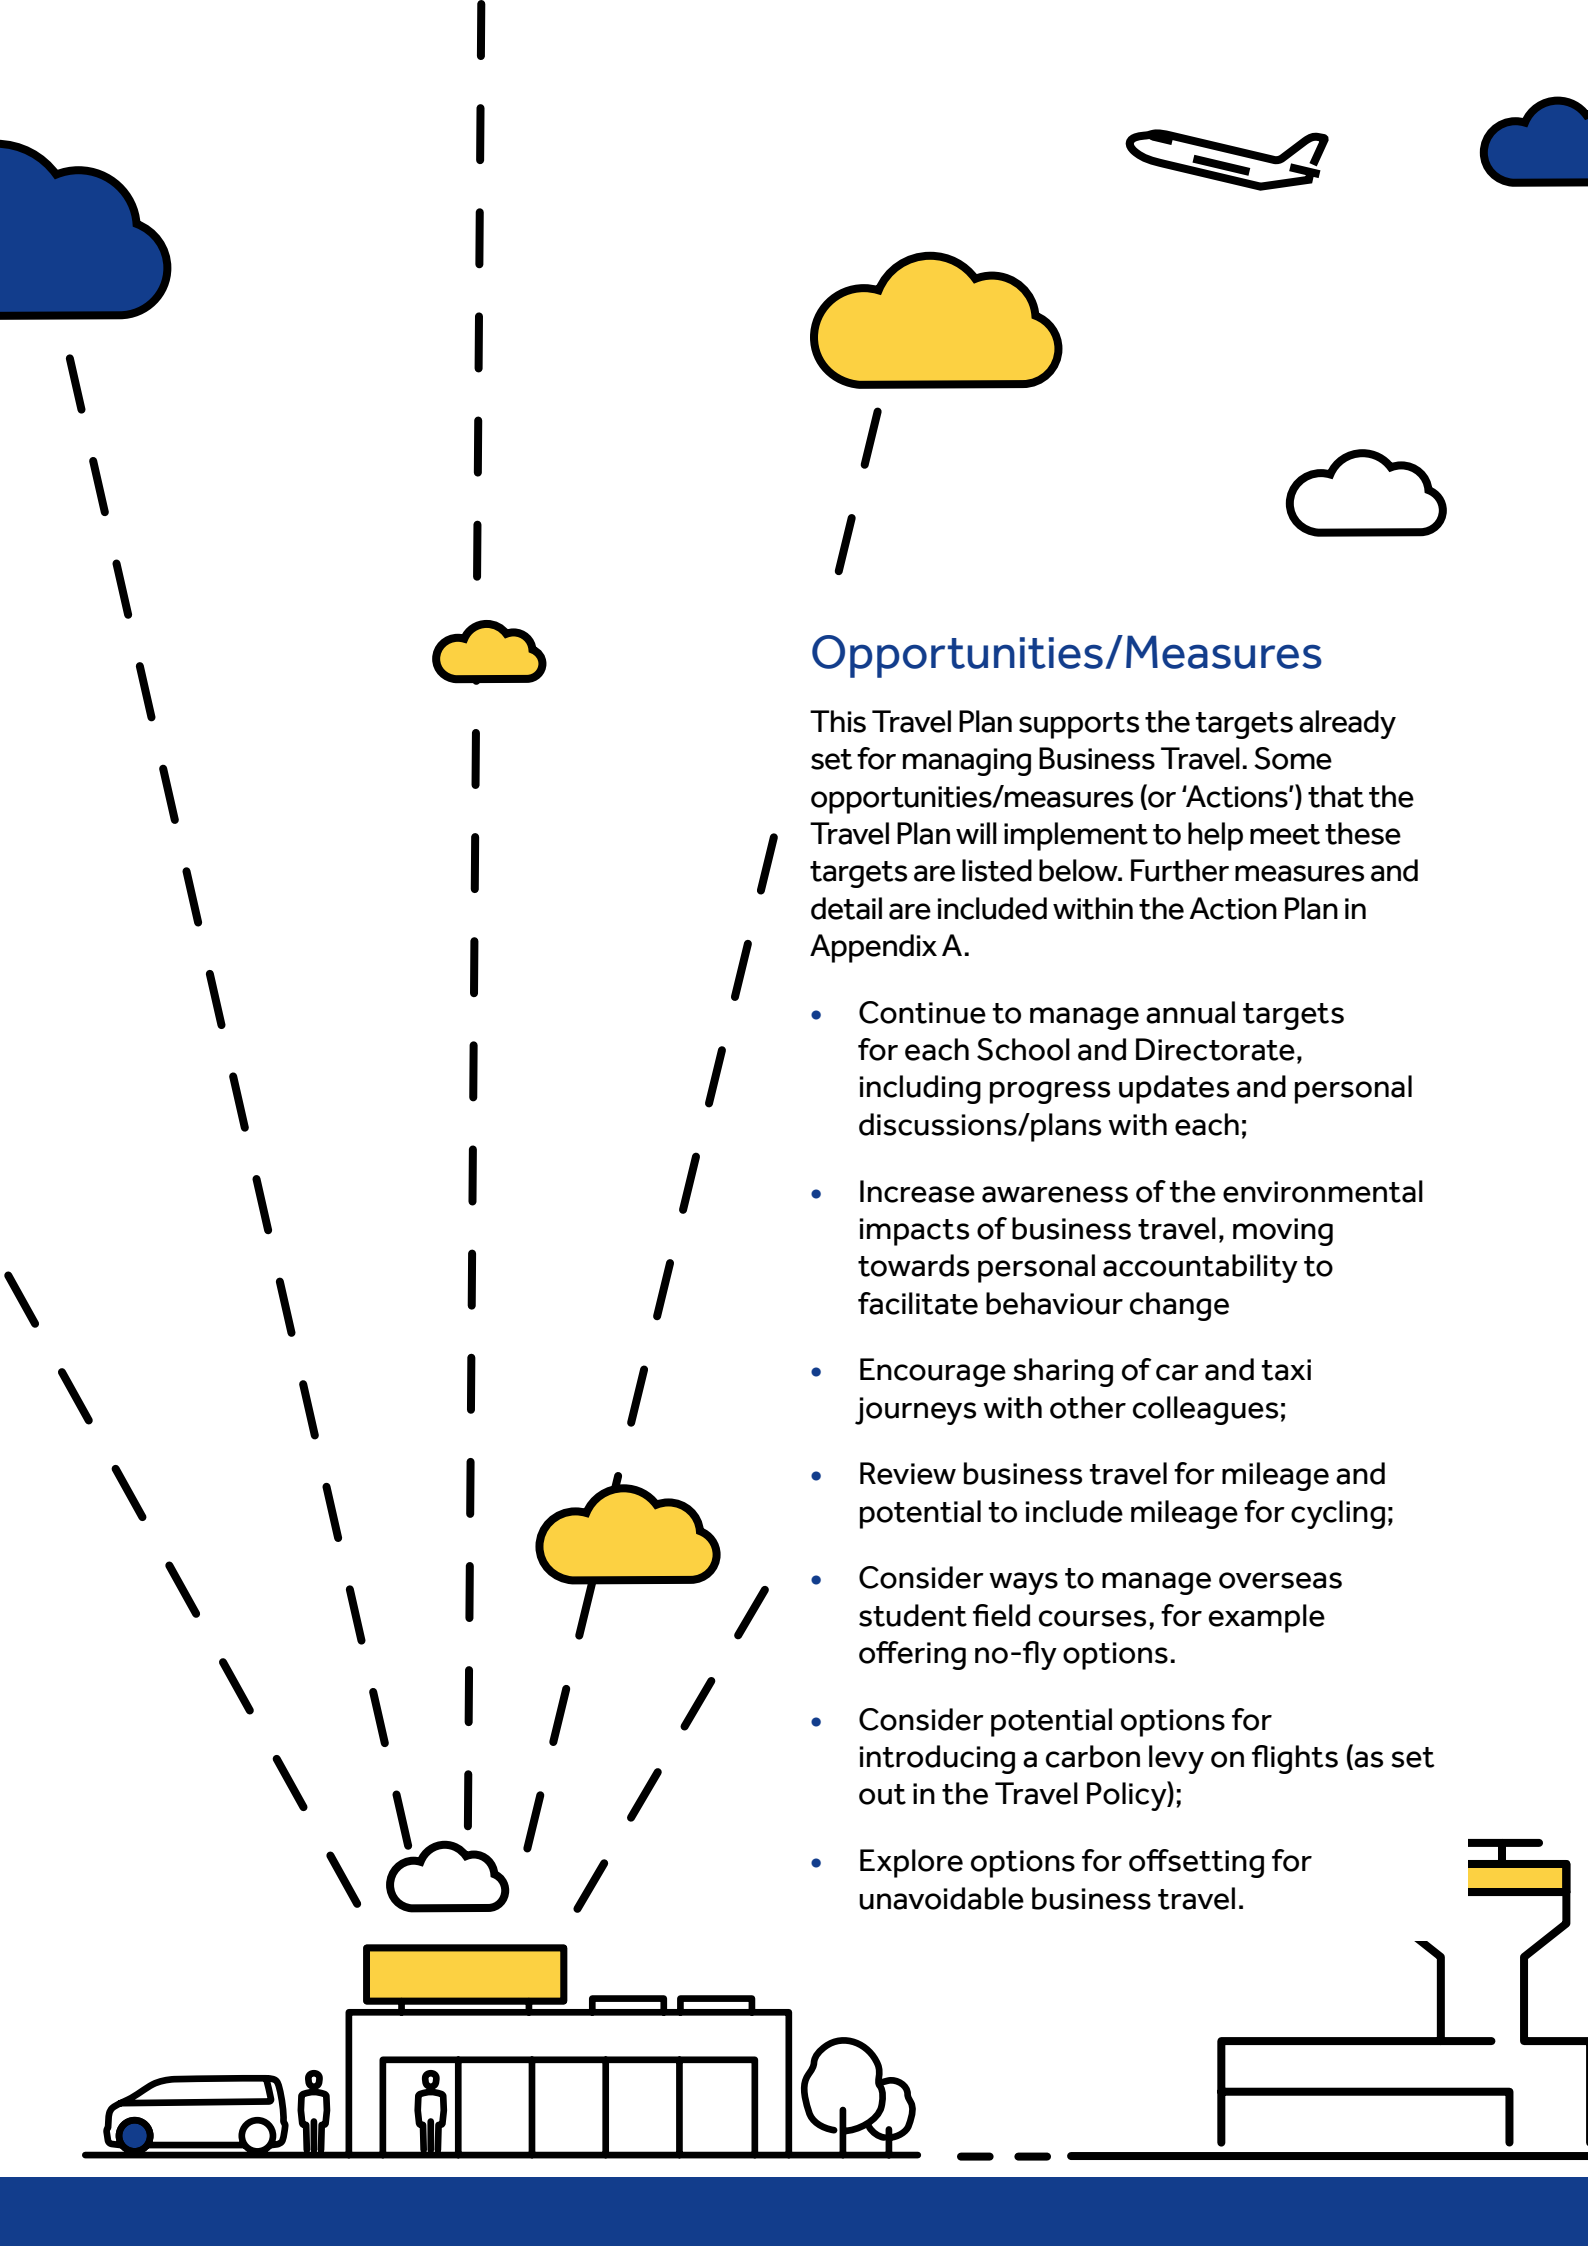 Opportunities/Measures
This Travel Plan supports the targets already
set for managing Business Travel. Some
opportunities/measures (or ‘Actions’) that the
Travel Plan will implement to help meet these
targets are listed below. Further measures and
detail are included within the Action Plan in
Appendix A.
• Continue to manage annual targets
for each School and Directorate,
including progress updates and personal
discussions/plans with each;
• Increase awareness of the environmental
impacts of business travel, moving
towards personal accountability to
facilitate behaviour change
• Encourage sharing of car and taxi
journeys with other colleagues;
• Review business travel for mileage and
potential to include mileage for cycling;
• Consider ways to manage overseas
student field courses, for example
offering no-fly options.
• Consider potential options for
introducing a carbon levy on flights (as set
out in the Travel Policy);
• Explore options for offsetting for
unavoidable business travel.